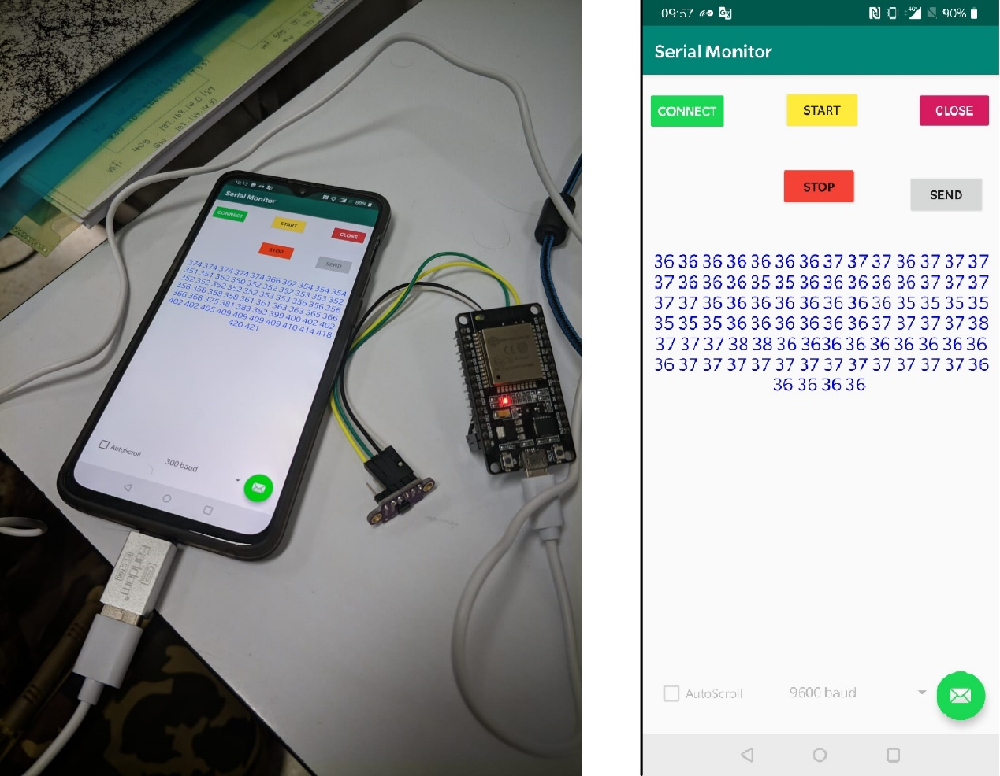 409
192.168.14.0/27
10:13
68%
Serial Monitor
CONNECT
START
CLOSE
STOP
SEND
374 374 374 374 374 366 362 354 354 354
351 351 352 350 352 352 352 353 353 352
352 352 352 352 352 353 353 356 356 356
358 358 358 358 361 361 363 363 365 366
366 368 375 381 383 383 399 400 402 402
402 402 405 409 409 409 409 410 414 418
420 421
AutoScroll
300 baud
09:57
90%
Serial Monitor
CONNECT
START
CLOSE
STOP
SEND
36 36 36 36 36 36 36 37 37 37 36 37 37 37
37 36 36 36 35 35 36 36 36 36 36 37 37 37
37 37 36 36 36 36 36 36 36 36 35 35 35 35
35 35 35 36 36 36 36 36 36 37 37 37 37 38
37 37 37 38 38 36 3636 36 36 36 36 36 36
36 37 37 37 37 37 37 37 37 37 37 37 37 36
36 36 36 36
AutoScroll
9600 baud